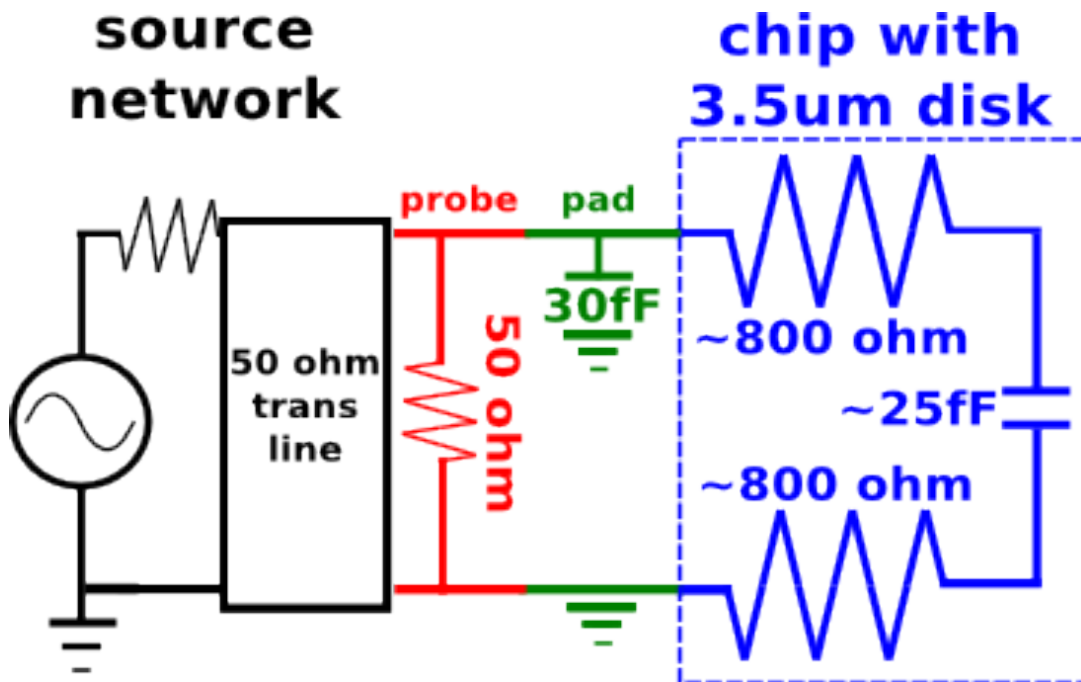 source
network
chip with
3.5um disk
probe
pad
30fF
50 ohm
~800 ohm
50 ohm
trans
line
~25fF
~800 ohm